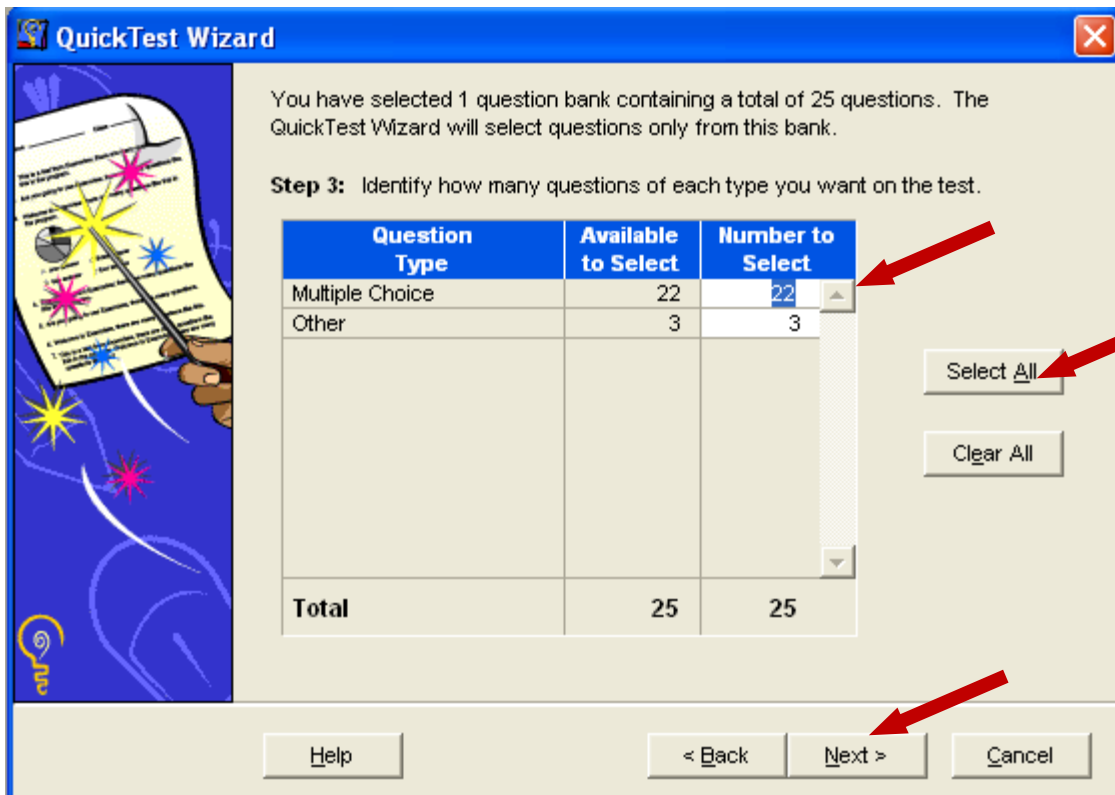 QuickTest Wizard
You have selected 1 question bank containing a total of 25 questions. The
QuickTest Wizard will select questions only from this bank.
Step 3: Identify how many questions of each type you want on the test.
Question Type Available to Select Number to Select
Multiple Choice 22 22
Other 3 3
Select All
Clear All
Total 25 25
Help < Back Next > Cancel